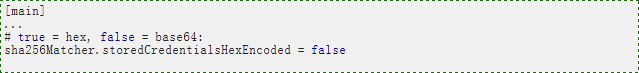 [main]
...
# true = hex, false = base64:
sha256Matcher.storedCredentialsHexEncoded = false